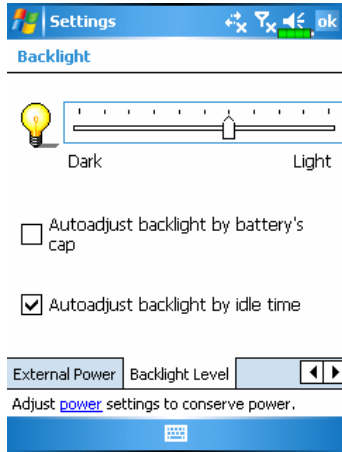 Settings ok
Backlight
Dark Light
Autoadjust backlight by battery's
cap
Autoadjust backlight by idle time
External Power Backlight Level
Adjust power settings to conserve power.